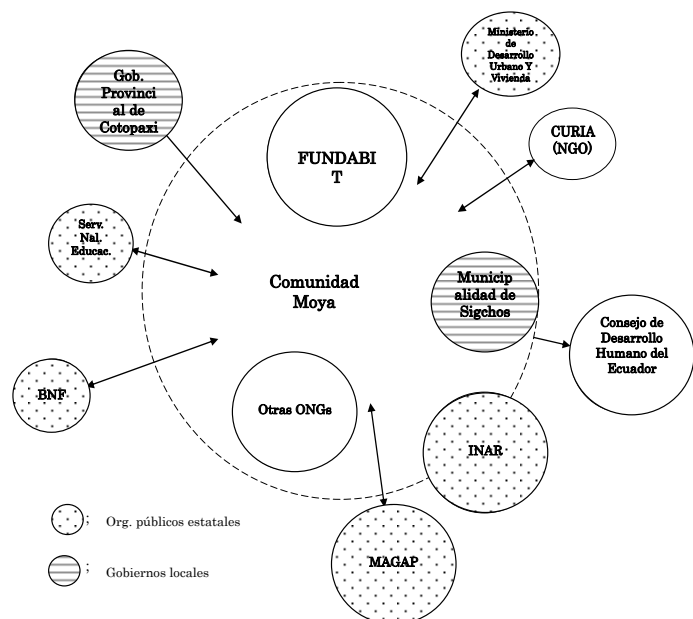 Ministerio
de
Desarrollo
Urbano Y
Vivienda
Gob.
Provinci
al de
Cotopaxi
CURIA
(NGO)
FUNDABI
T
Serv.
Nal.
Educac.
Comunidad
Moya
Municip
alidad de
Sigchos
Consejo de
Desarrollo
Humano del
Ecuador
BNF
Otras ONGs
INAR
; Org. públicos estatales
MAGAP
; Gobiernos locales